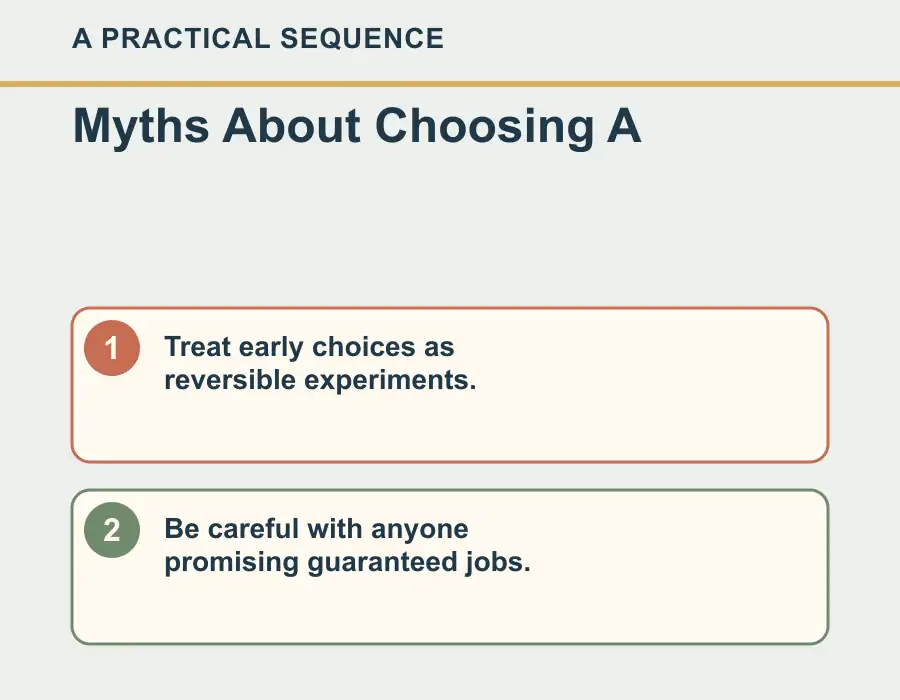 A PRACTICAL SEQUENCE
Myths About Choosing A
1
Treat early choices as
reversible experiments.
2
Be careful with anyone
promising guaranteed jobs.